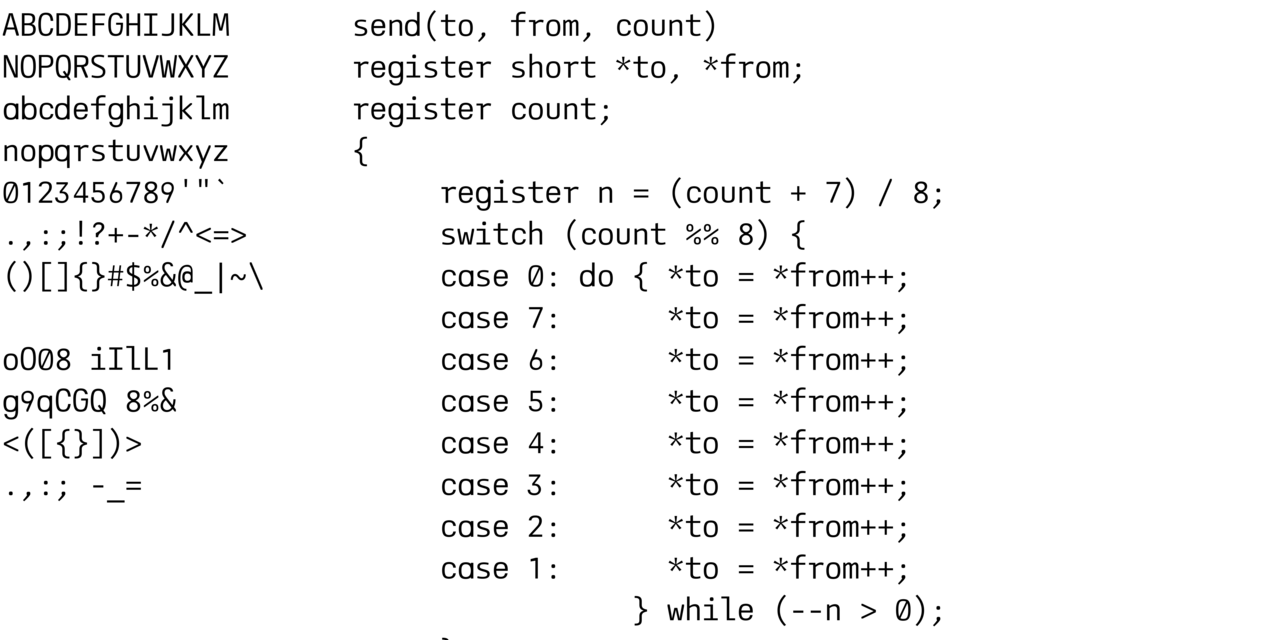 ABCDEFGHIJKLM
NOPQRSTUVWXYZ
abcdefghijklm
nopqrstuvwxyz
0123456789'"`
.,:;!?+-*/^<=>
()[]{}#$%&@_|~\
oO08 iIlL1
g9qCGQ 8%&
<([{}])>
.,:; -_=
send(to, from, count)
register short *to, *from;
register count;
{
     register n = (count + 7) / 8;
     switch (count %% 8) {
     case 0: do { *to = *from++;
     case 7:      *to = *from++;
     case 6:      *to = *from++;
     case 5:      *to = *from++;
     case 4:      *to = *from++;
     case 3:      *to = *from++;
     case 2:      *to = *from++;
     case 1:      *to = *from++;
                } while (--n > 0);